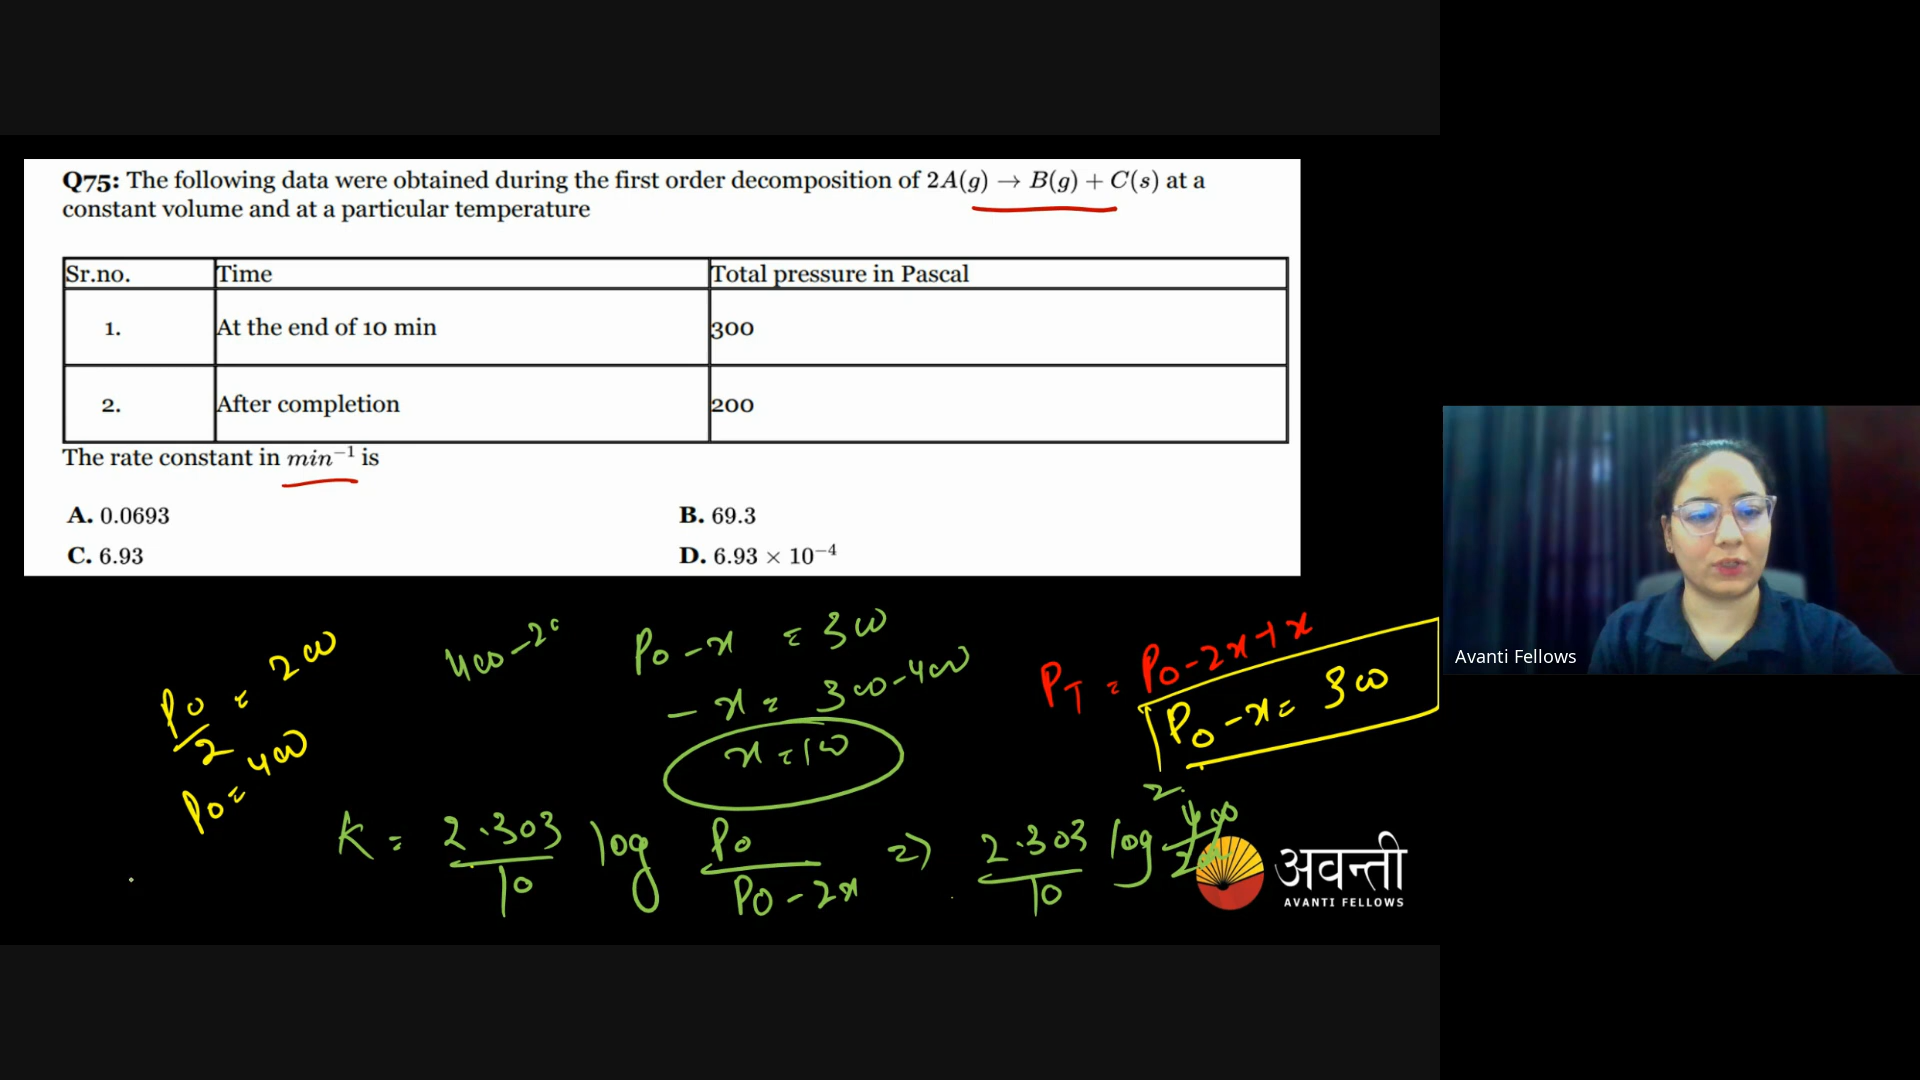 Q75: The following data were obtained during the first order decomposition of 2A(g) → B(g) + C(s) at a
constant volume and at a particular temperature
Sr.no. Time Total pressure in Pascal
1. At the end of 10 min 300
2. After completion 200
The rate constant in min⁻¹ is
A. 0.0693 B. 69.3
C. 6.93 D. 6.93 × 10⁻⁴
P0/2 = 200
P0 = 400
400-20
P0 - x = 300
- x = 300-400
x = 100
PT = P0-2x+x
P0 - x = 300
K = 2.303/10 log P0/(P0-2x) => 2.303/10 log
2
अवन्ती
AVANTI FELLOWS
Avanti Fellows